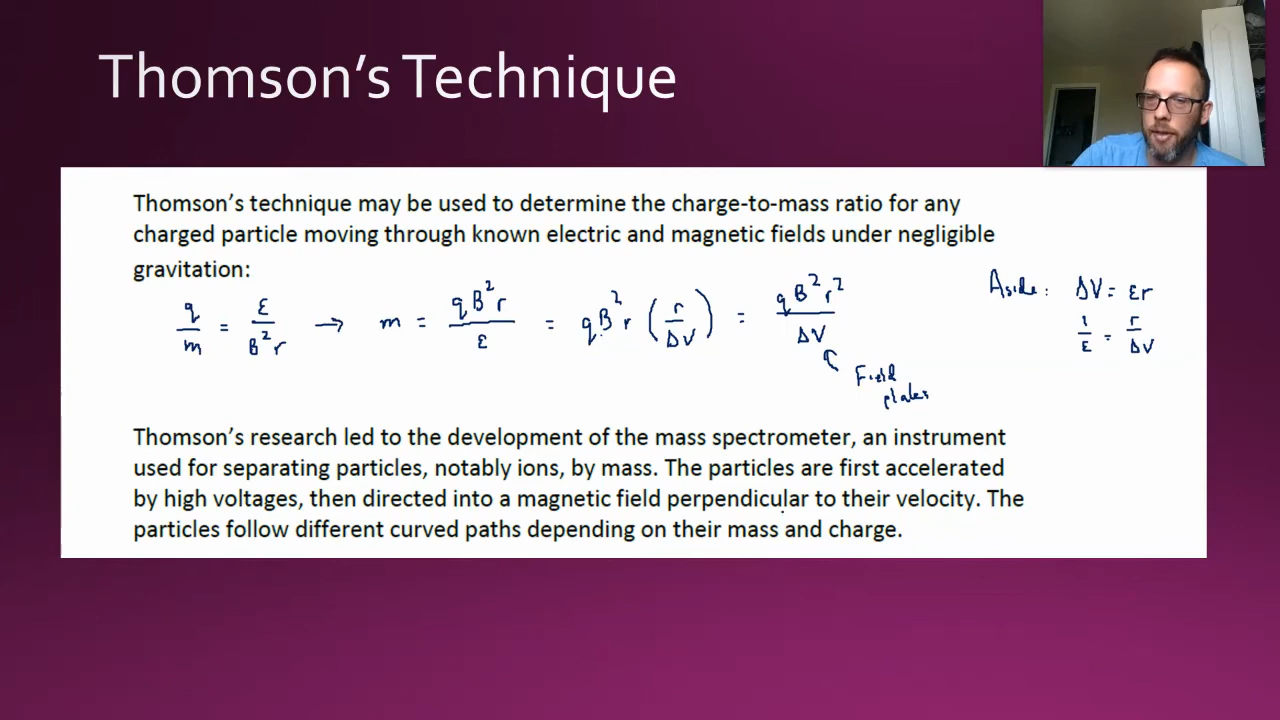 Thomson's Technique
Thomson's technique may be used to determine the charge-to-mass ratio for any
charged particle moving through known electric and magnetic fields under negligible
gravitation:
q/m = ε/B²r → m = qB²r/ε = qB²r (r/ΔV) = qB²r²/ΔV
Field
plates
Aside: ΔV = εr
1/ε = r/ΔV
Thomson's research led to the development of the mass spectrometer, an instrument
used for separating particles, notably ions, by mass. The particles are first accelerated
by high voltages, then directed into a magnetic field perpendicular to their velocity. The
particles follow different curved paths depending on their mass and charge.